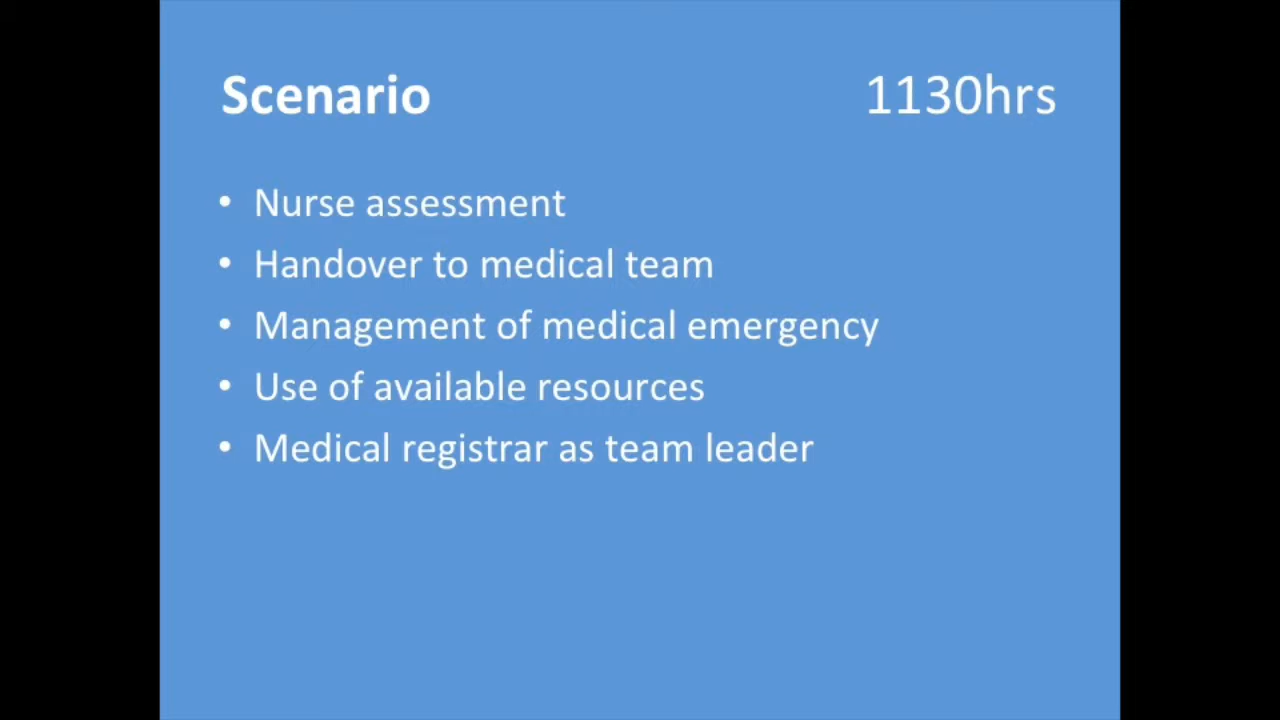 Scenario 1130hrs
• Nurse assessment
• Handover to medical team
• Management of medical emergency
• Use of available resources
• Medical registrar as team leader